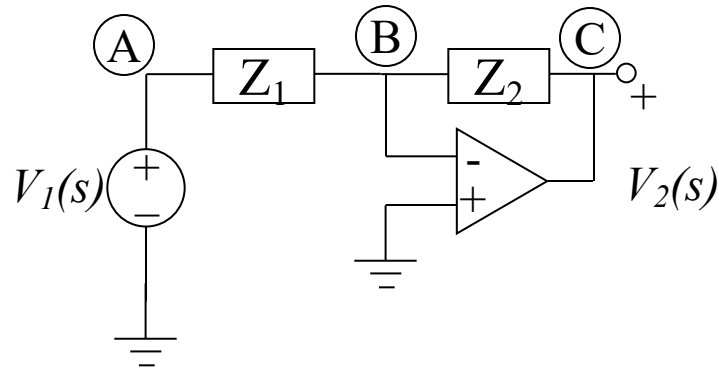 A
B
C
Z₁
Z₂
+
V₁(s)
+
−
-
+
V₂(s)